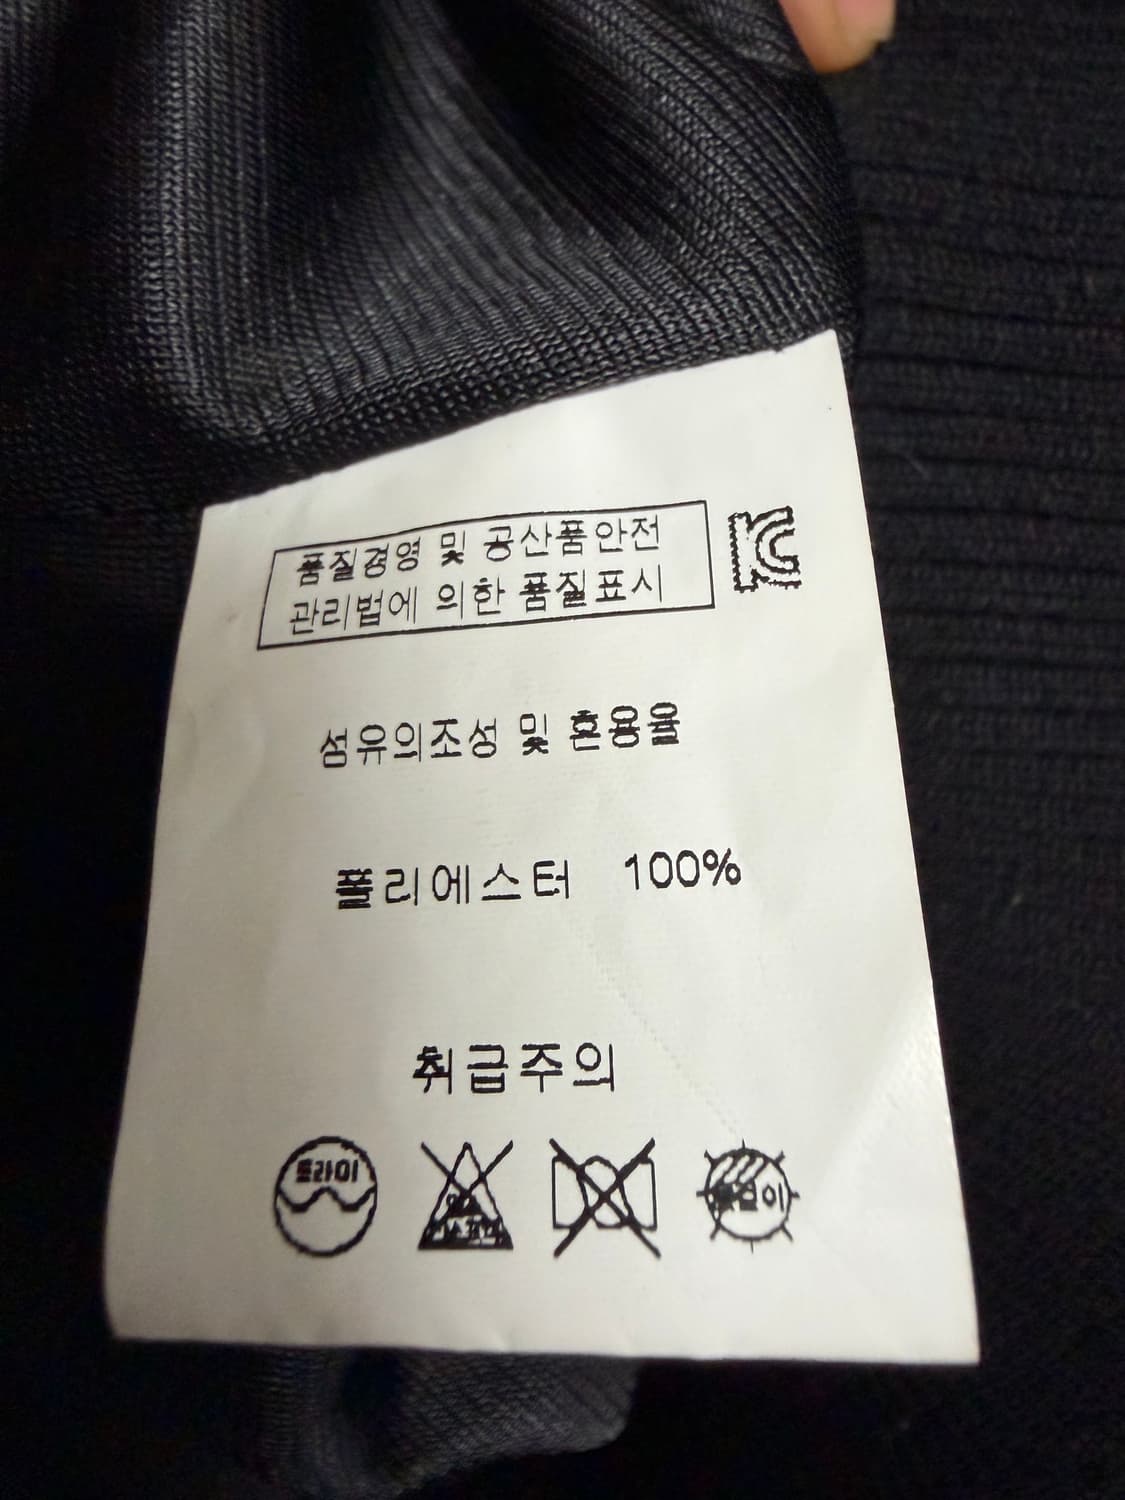 품질경영 및 공산품안전
관리법에 의한 품질표시
KC
섬유의조성 및 혼용율
폴리에스터 100%
취급주의
드라이